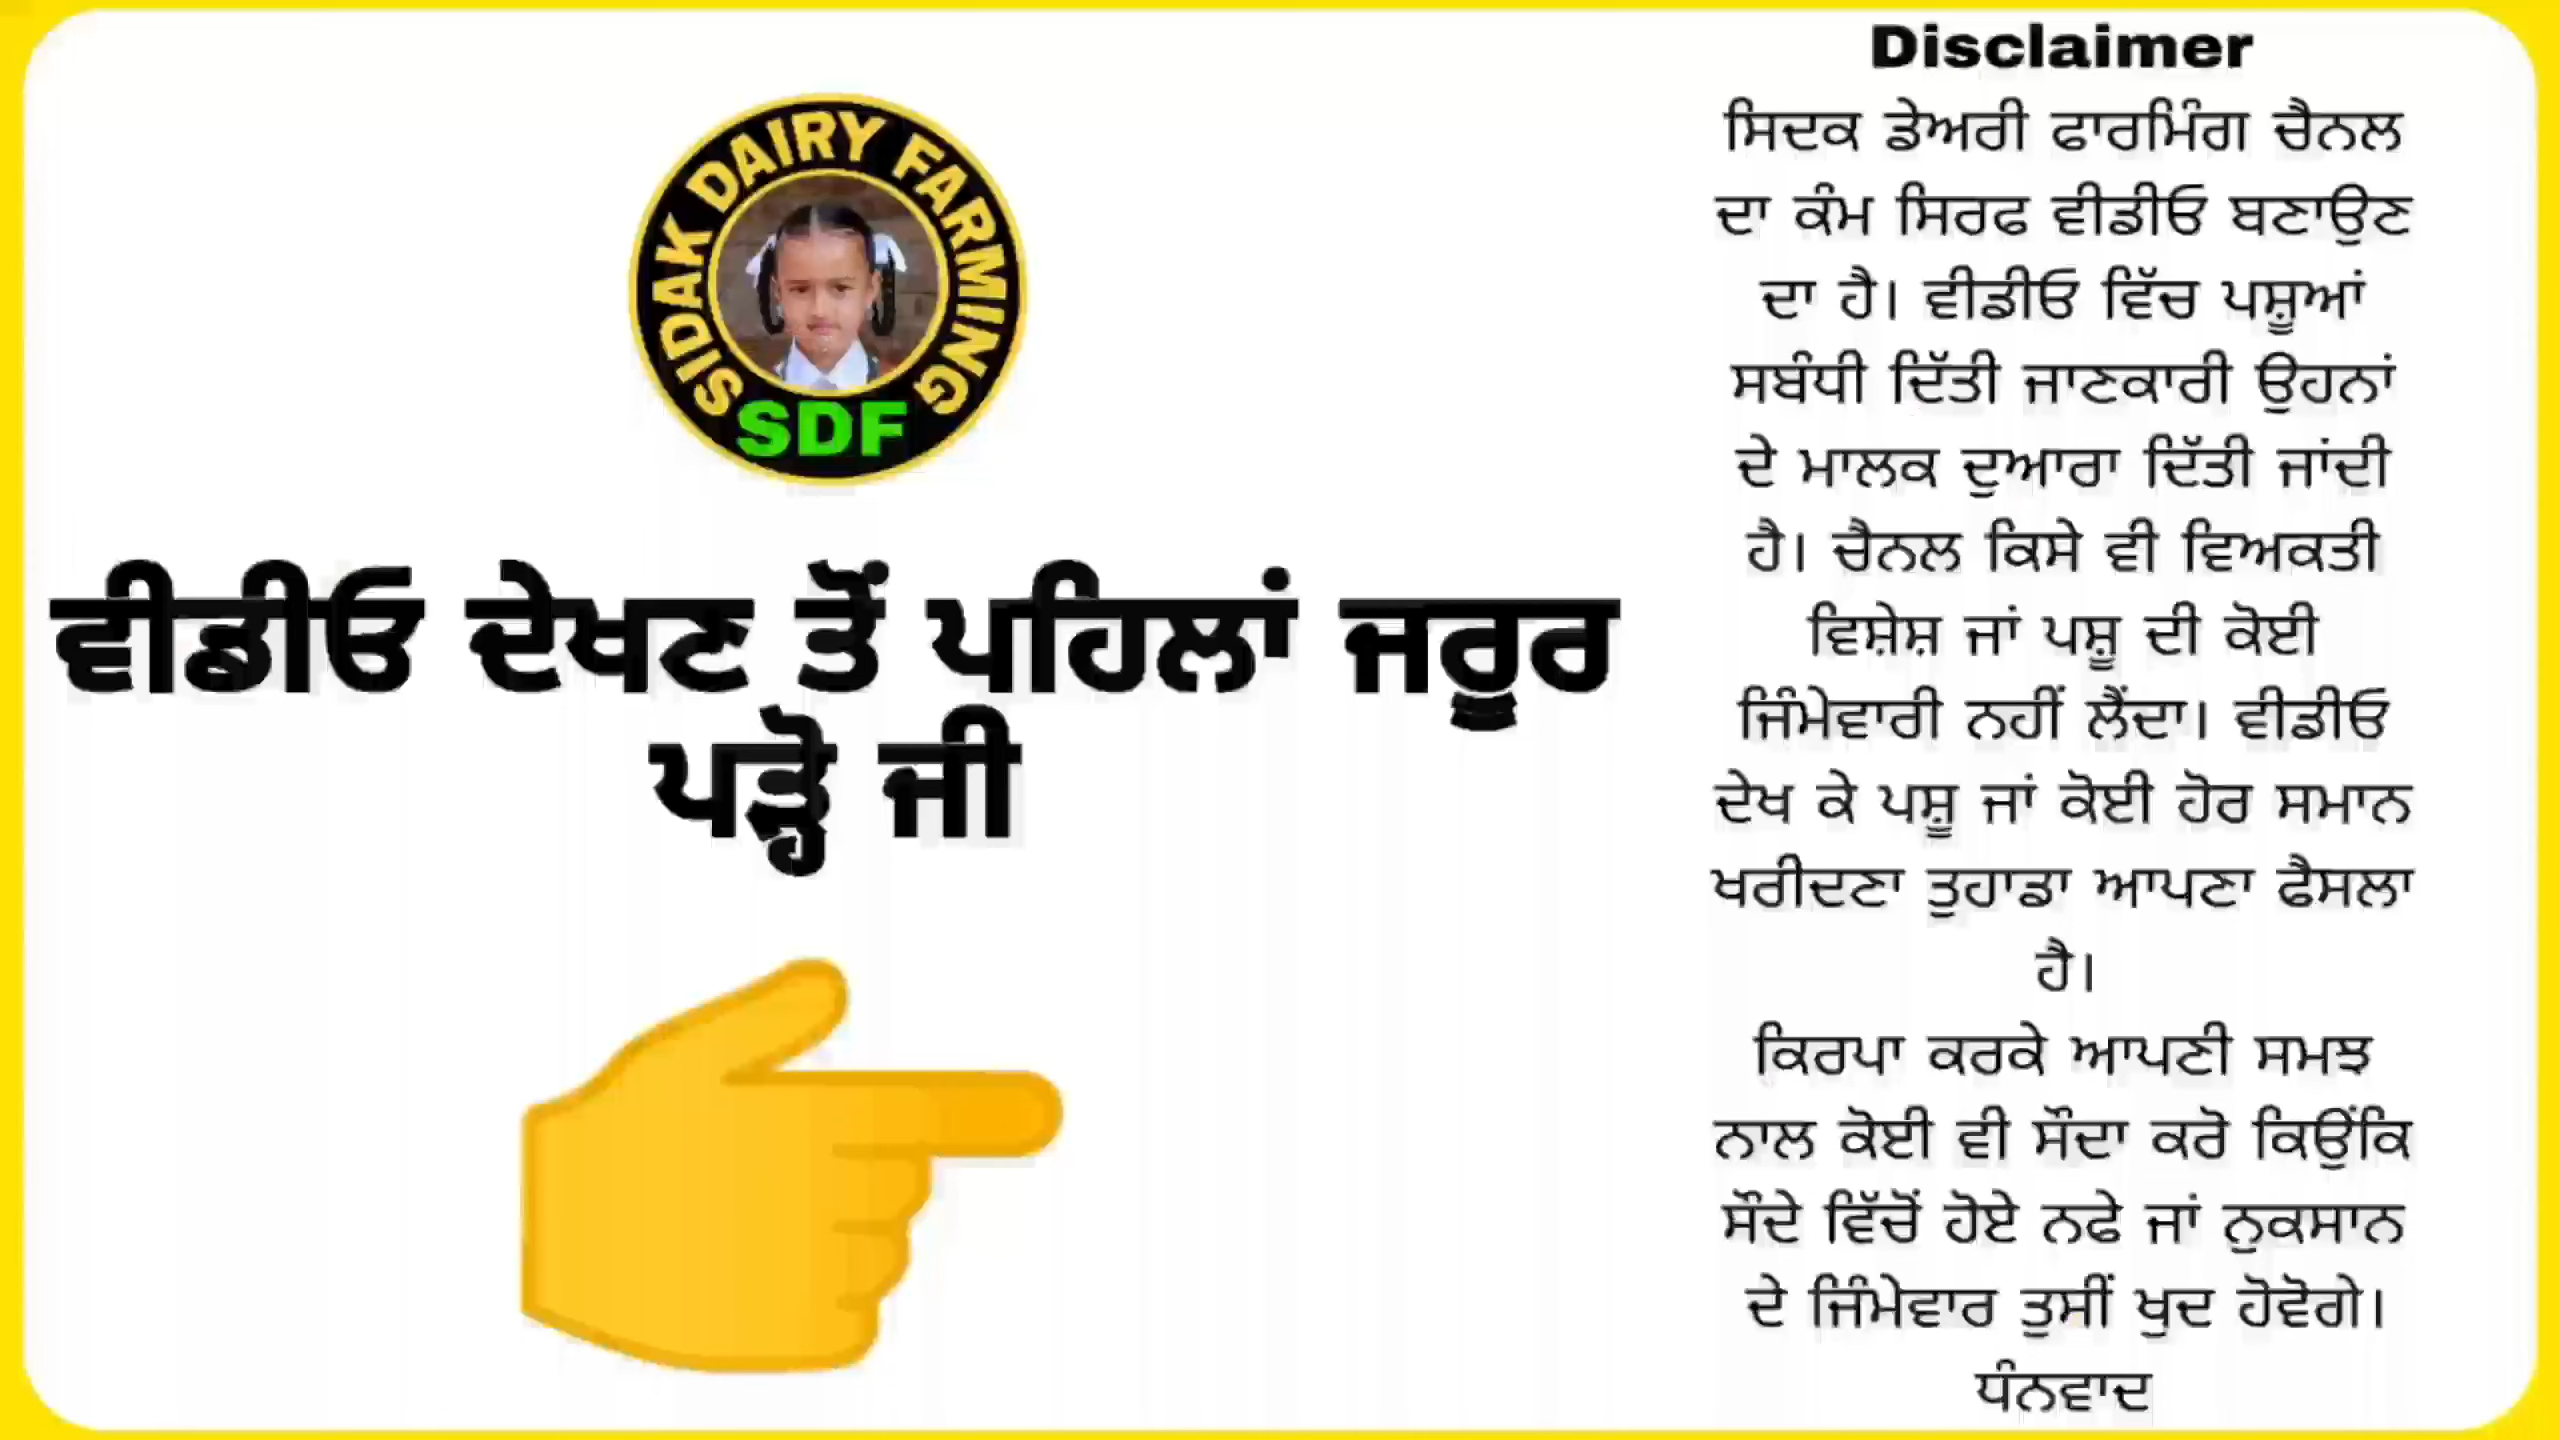 SIDAK DAIRY FARMING
SDF
ਵੀਡੀਓ ਦੇਖਣ ਤੋਂ ਪਹਿਲਾਂ ਜਰੂਰ
ਪੜ੍ਹੋ ਜੀ
Disclaimer
ਸਿਦਕ ਡੇਅਰੀ ਫਾਰਮਿੰਗ ਚੈਨਲ
ਦਾ ਕੰਮ ਸਿਰਫ ਵੀਡੀਓ ਬਣਾਉਣ
ਦਾ ਹੈ। ਵੀਡੀਓ ਵਿੱਚ ਪਸ਼ੂਆਂ
ਸਬੰਧੀ ਦਿੱਤੀ ਜਾਣਕਾਰੀ ਉਹਨਾਂ
ਦੇ ਮਾਲਕ ਦੁਆਰਾ ਦਿੱਤੀ ਜਾਂਦੀ
ਹੈ। ਚੈਨਲ ਕਿਸੇ ਵੀ ਵਿਅਕਤੀ
ਵਿਸ਼ੇਸ਼ ਜਾਂ ਪਸ਼ੂ ਦੀ ਕੋਈ
ਜਿੰਮੇਵਾਰੀ ਨਹੀਂ ਲੈਂਦਾ। ਵੀਡੀਓ
ਦੇਖ ਕੇ ਪਸ਼ੂ ਜਾਂ ਕੋਈ ਹੋਰ ਸਮਾਨ
ਖਰੀਦਣਾ ਤੁਹਾਡਾ ਆਪਣਾ ਫੈਸਲਾ
ਹੈ।
ਕਿਰਪਾ ਕਰਕੇ ਆਪਣੀ ਸਮਝ
ਨਾਲ ਕੋਈ ਵੀ ਸੌਦਾ ਕਰੋ ਕਿਉਂਕਿ
ਸੌਦੇ ਵਿੱਚੋਂ ਹੋਏ ਨਫੇ ਜਾਂ ਨੁਕਸਾਨ
ਦੇ ਜਿੰਮੇਵਾਰ ਤੁਸੀਂ ਖੁਦ ਹੋਵੋਗੇ।
ਧੰਨਵਾਦ